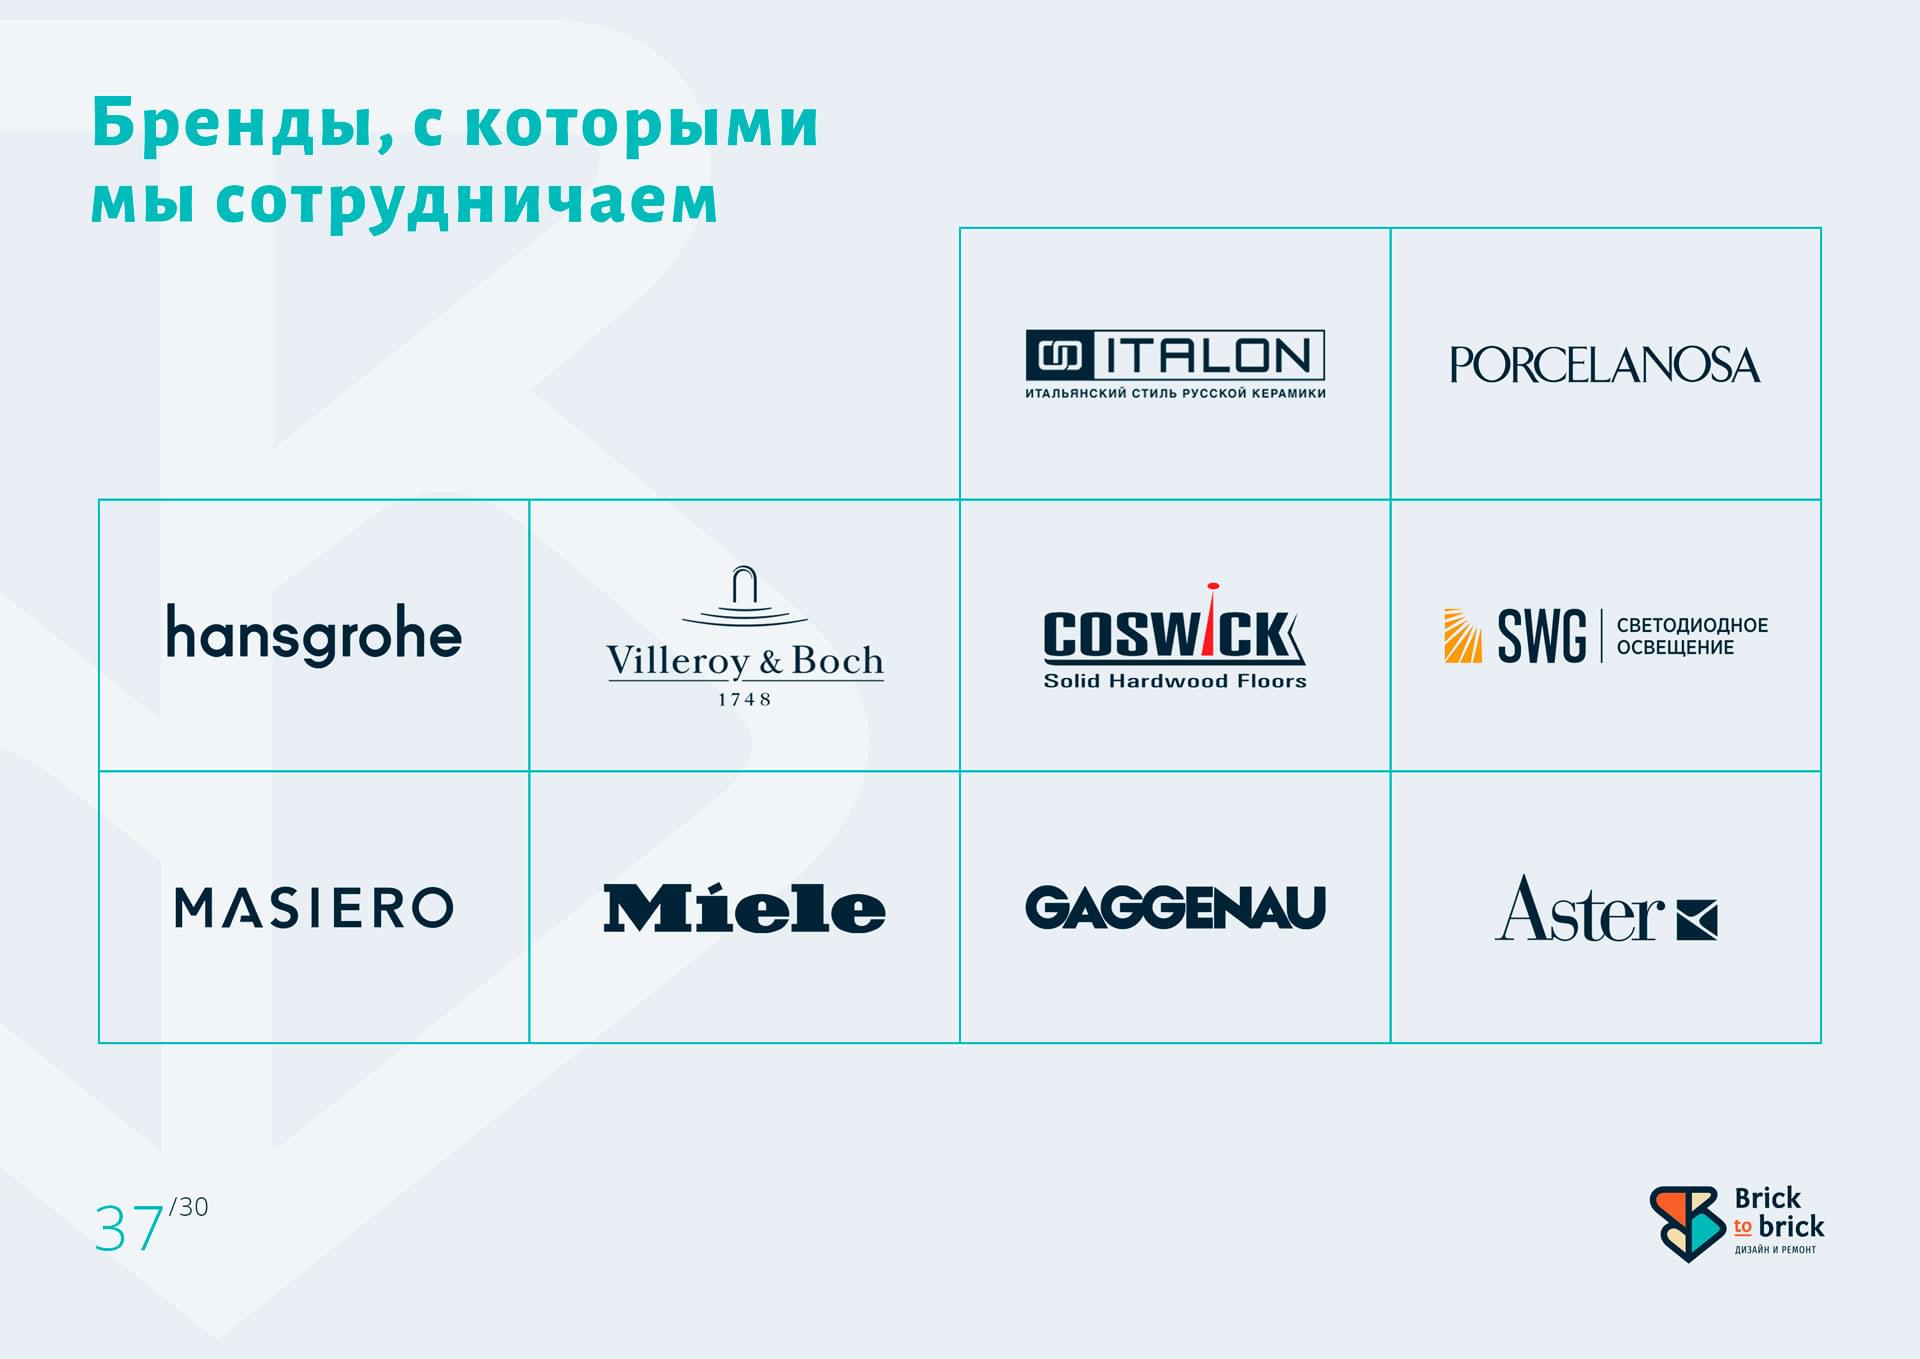 Бренды, с которыми
мы сотрудничаем
ITALON
ИТАЛЬЯНСКИЙ СТИЛЬ РУССКОЙ КЕРАМИКИ
PORCELANOSA
hansgrohe
Villeroy & Boch
1748
COSWICK
Solid Hardwood Floors
SWG
СВЕТОДИОДНОЕ
ОСВЕЩЕНИЕ
MASIERO
Miele
GAGGENAU
Aster
37/30
Brick
to brick
ДИЗАЙН И РЕМОНТ